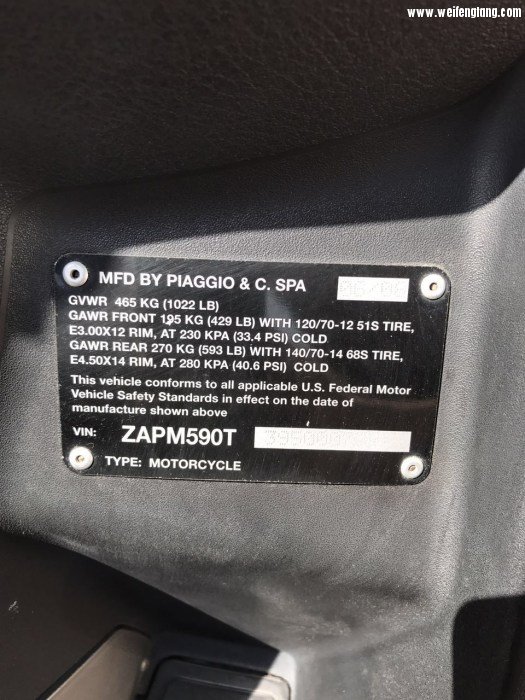 www.weifengtang.com
MFD BY PIAGGIO & C. SPA
GVWR 465 KG (1022 LB)
GAWR FRONT 195 KG (429 LB) WITH 120/70-12 51S TIRE,
E3.00X12 RIM, AT 230 KPA (33.4 PSI) COLD
GAWR REAR 270 KG (593 LB) WITH 140/70-14 68S TIRE,
E4.50X14 RIM, AT 280 KPA (40.6 PSI) COLD
This vehicle conforms to all applicable U.S. Federal Motor
Vehicle Safety Standards in effect on the date of
manufacture shown above
VIN: ZAPM590T
TYPE: MOTORCYCLE